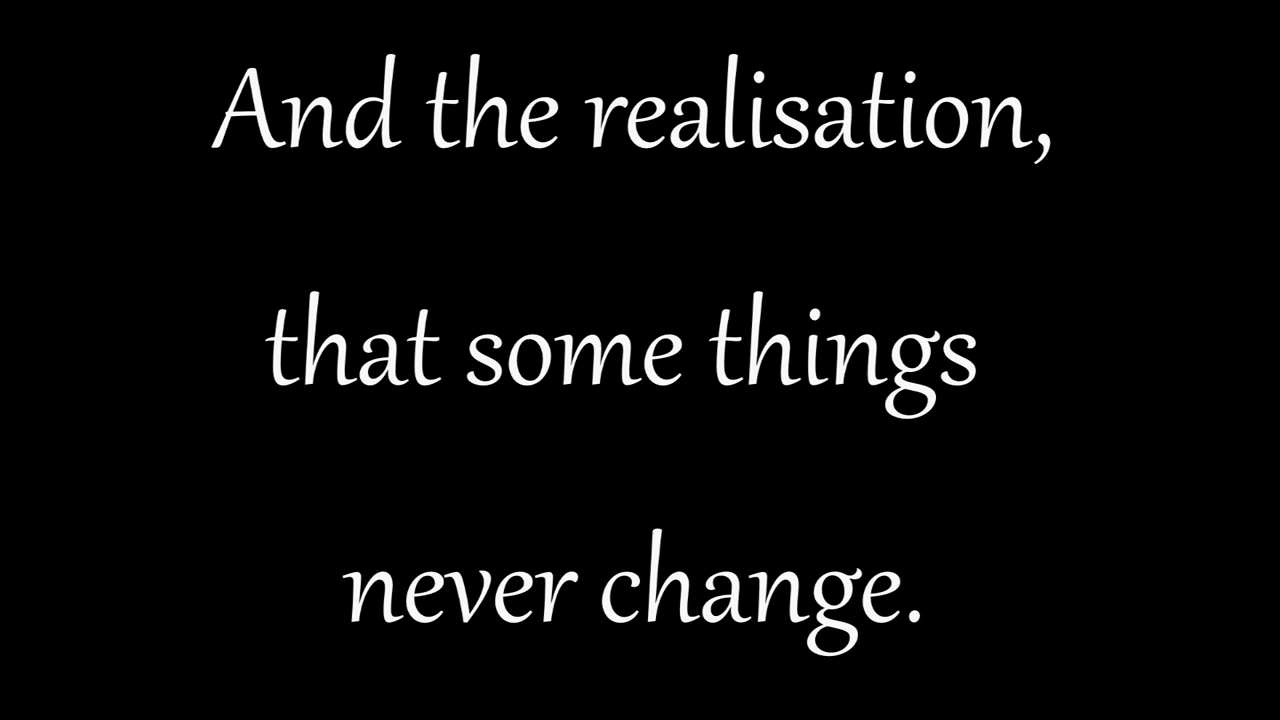 And the realisation,
that some things
never change.